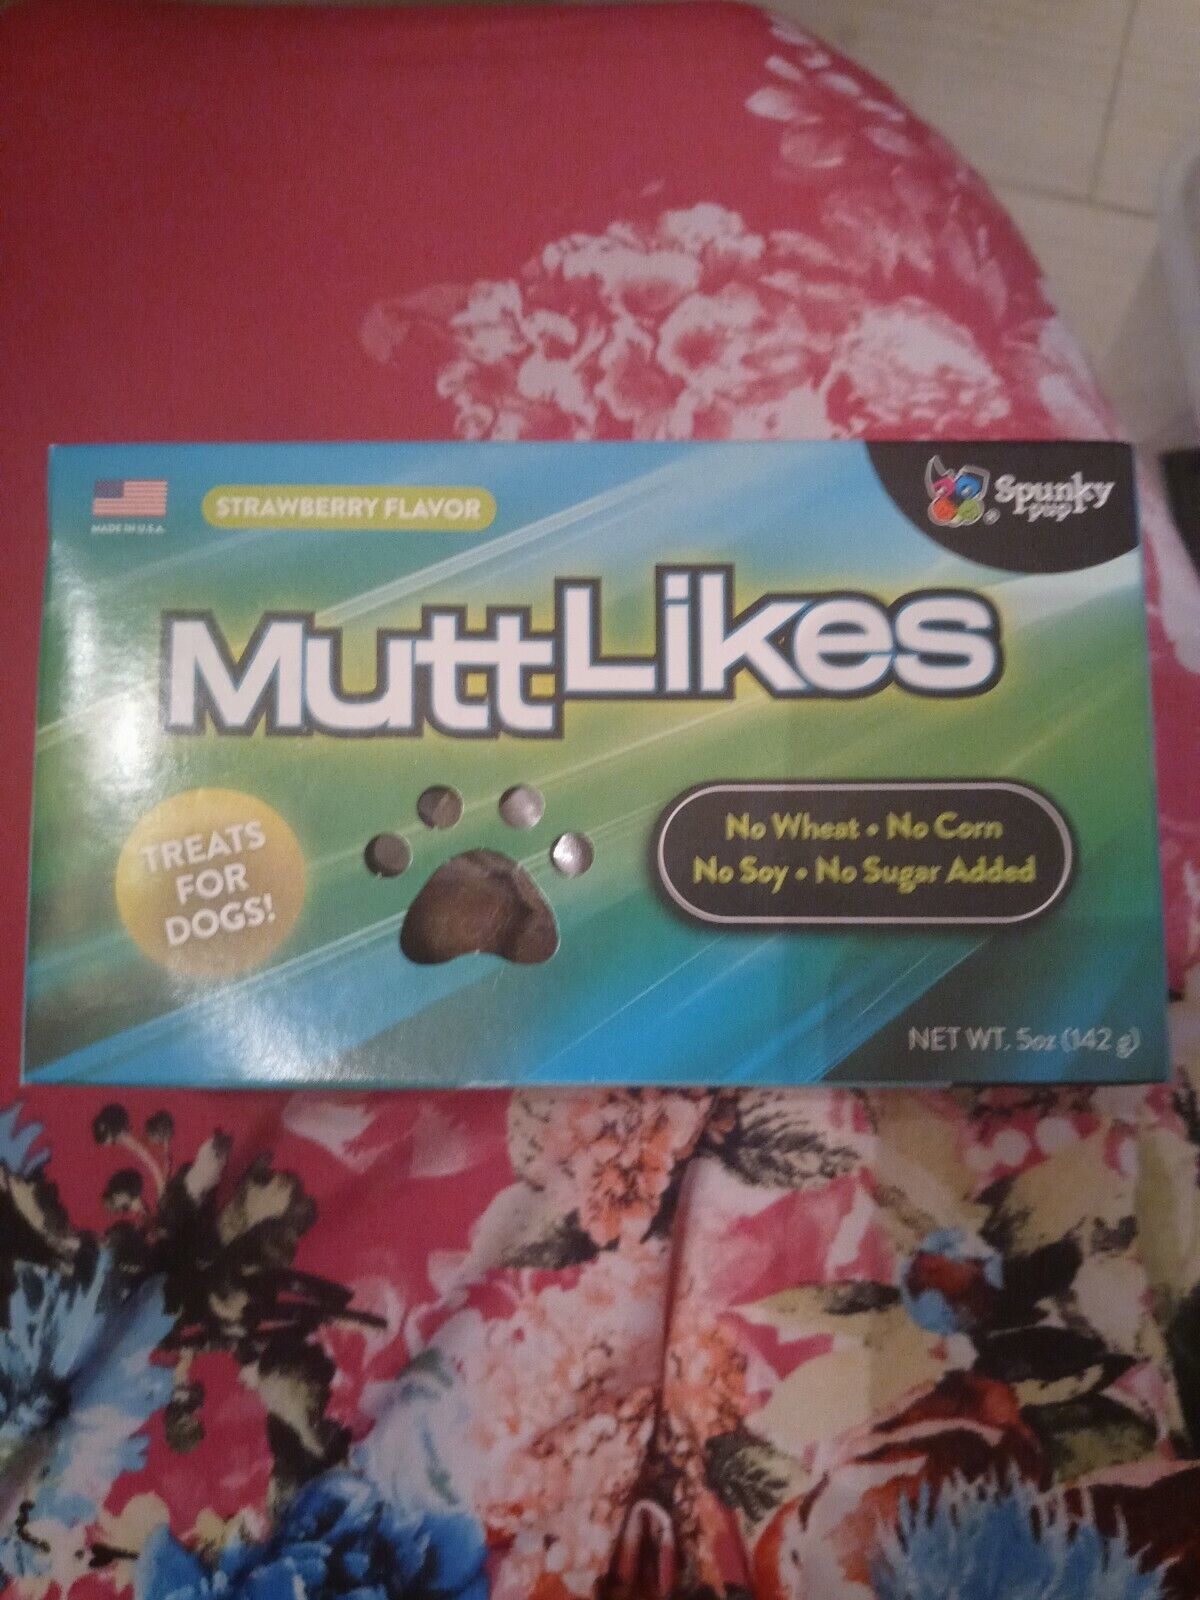 MADE IN U.S.A.
STRAWBERRY FLAVOR
Spunky
pup
®
MuttLikes
TREATS
FOR
DOGS!
No Wheat • No Corn
No Soy • No Sugar Added
NET WT. 5oz (142 g)